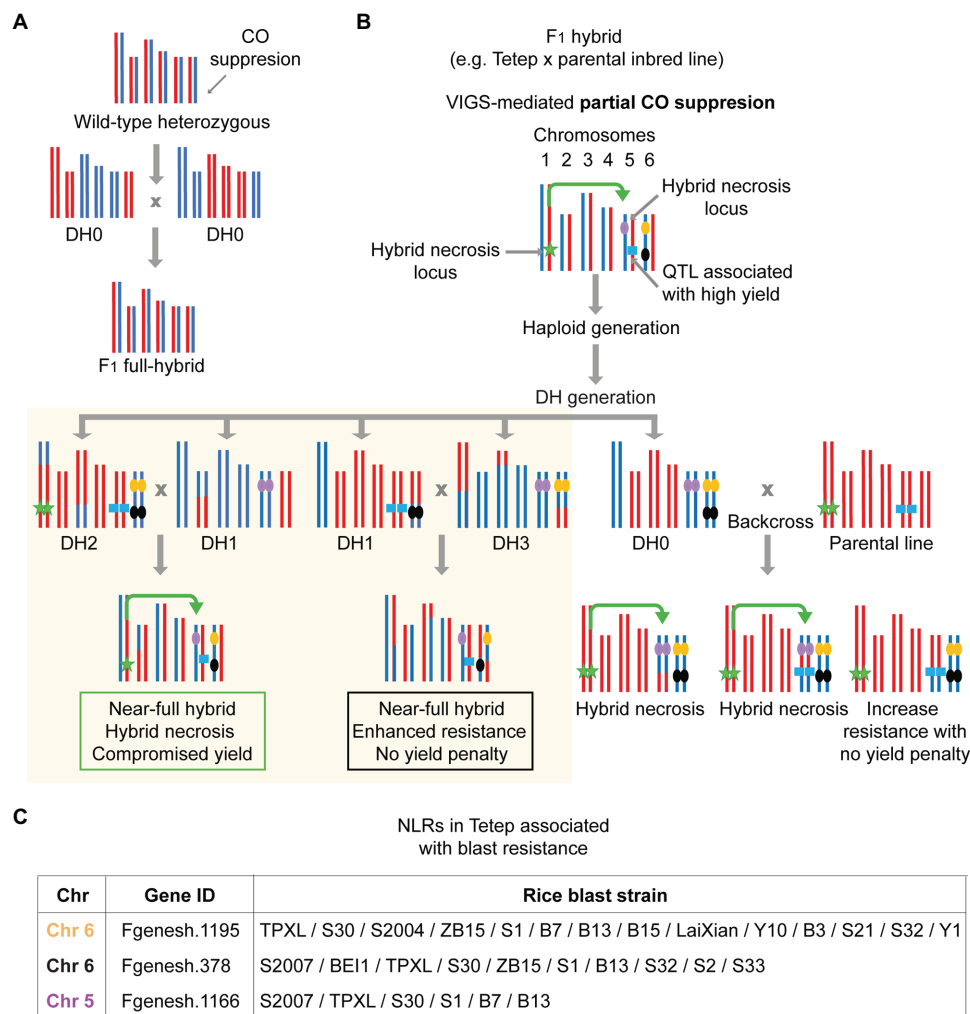 A
CO
suppresion
Wild-type heterozygous
x
DH0
DH0
F1 full-hybrid
B
F1 hybrid
(e.g. Tetep x parental inbred line)
VIGS-mediated partial CO suppresion
Chromosomes
1 2 3 4 5 6
Hybrid necrosis
locus
Hybrid necrosis
locus
QTL associated
with high yield
Haploid generation
DH generation
x
x
x
DH2
DH1
DH1
DH3
DH0
Backcross
Parental line
Near-full hybrid
Hybrid necrosis
Compromised yield
Near-full hybrid
Enhanced resistance
No yield penalty
Hybrid necrosis
Hybrid necrosis
Increase
resistance with
no yield penalty
C
NLRs in Tetep associated
with blast resistance
Chr Gene ID Rice blast strain
Chr 6 Fgenesh.1195 TPXL / S30 / S2004 / ZB15 / S1 / B7 / B13 / B15 / LaiXian / Y10 / B3 / S21 / S32 / Y1
Chr 6 Fgenesh.378 S2007 / BEI1 / TPXL / S30 / ZB15 / S1 / B13 / S32 / S2 / S33
Chr 5 Fgenesh.1166 S2007 / TPXL / S30 / S1 / B7 / B13